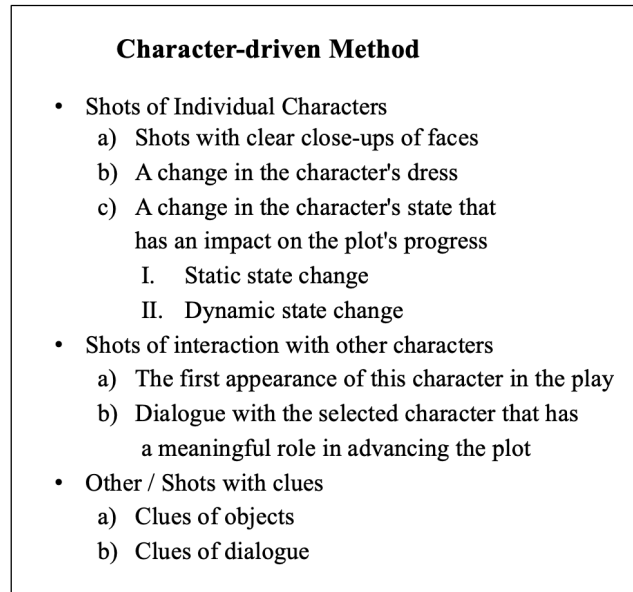 Character-driven Method
• Shots of Individual Characters
a) Shots with clear close-ups of faces
b) A change in the character's dress
c) A change in the character's state that
has an impact on the plot's progress
I. Static state change
II. Dynamic state change
• Shots of interaction with other characters
a) The first appearance of this character in the play
b) Dialogue with the selected character that has
a meaningful role in advancing the plot
• Other / Shots with clues
a) Clues of objects
b) Clues of dialogue